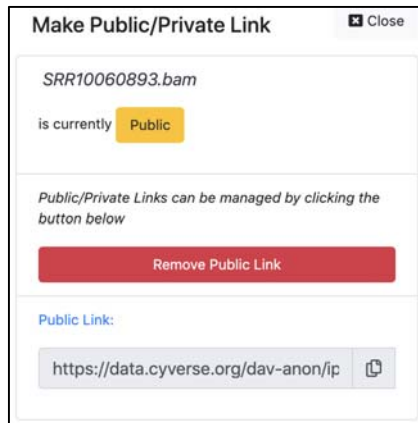 Make Public/Private Link
Close
SRR10060893.bam
is currently Public
Public/Private Links can be managed by clicking the
button below
Remove Public Link
Public Link:
https://data.cyverse.org/dav-anon/ip